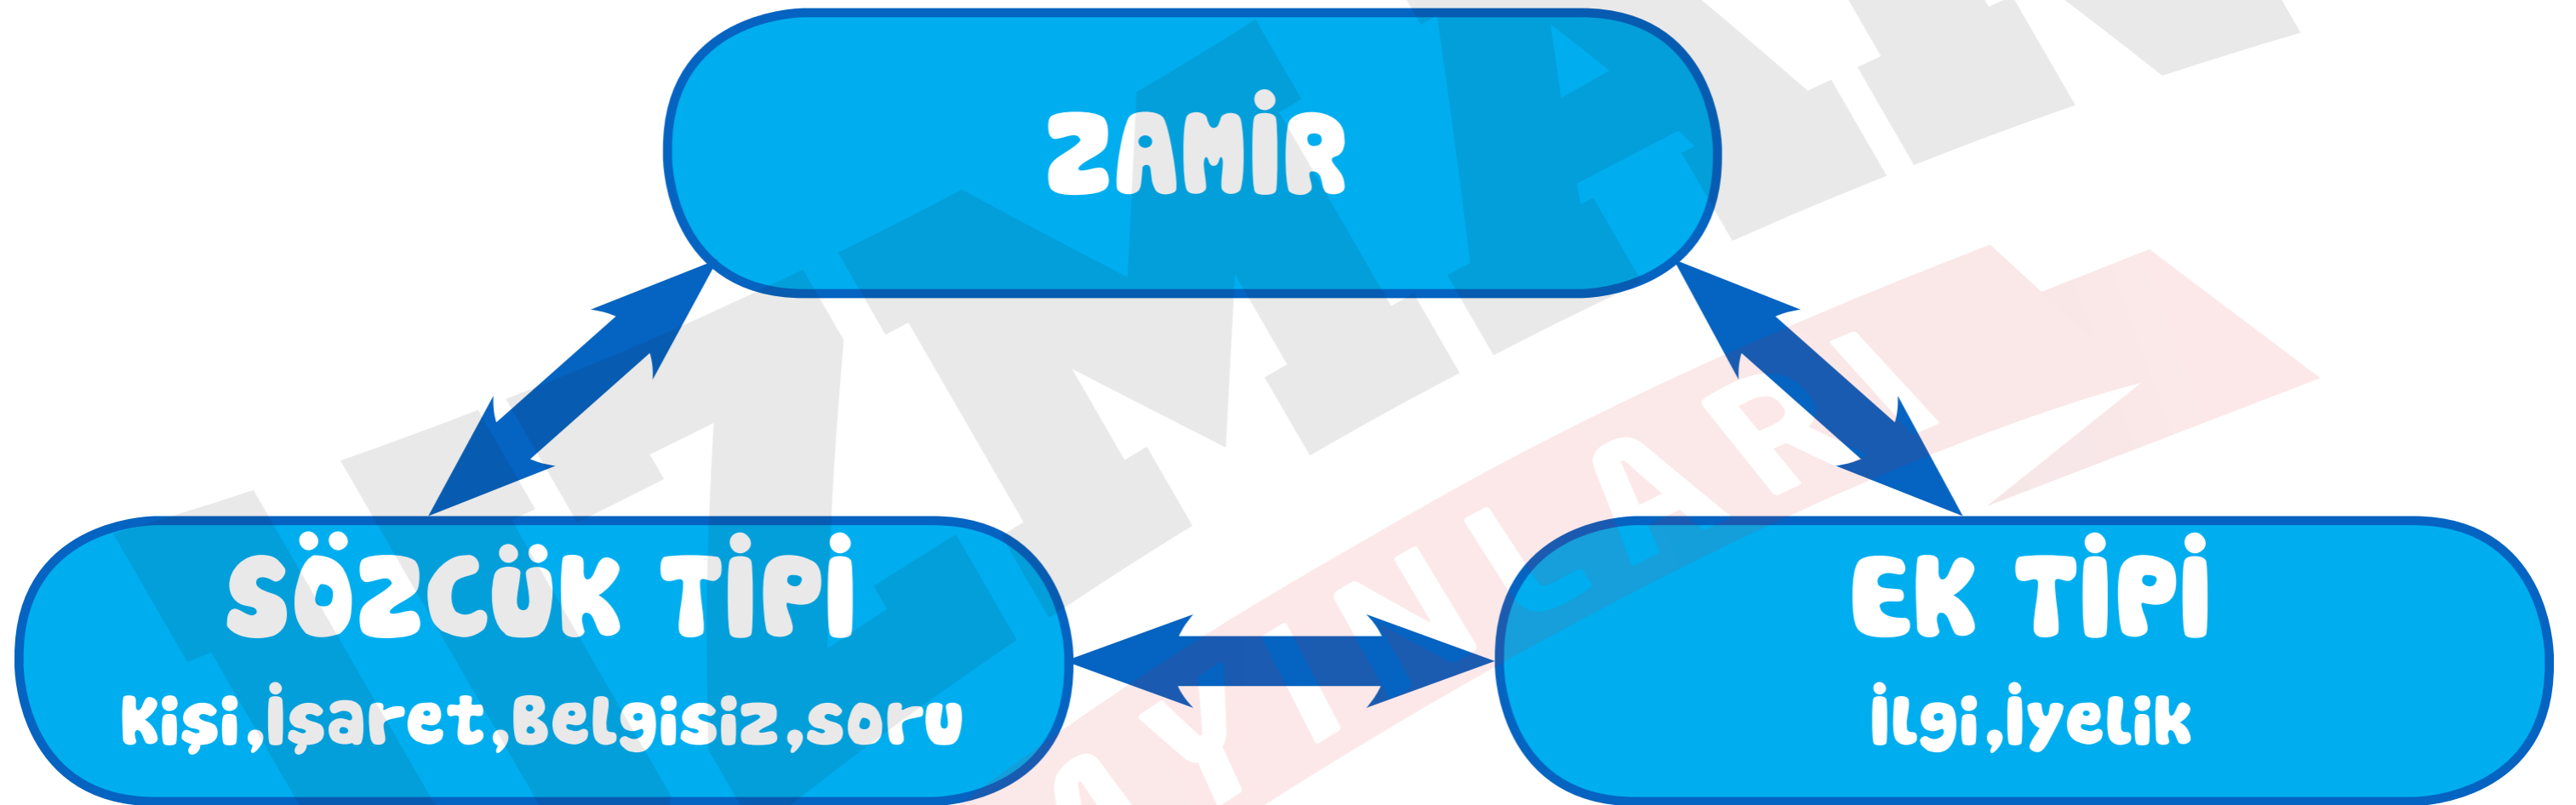 ZAMİR
SÖZCÜK TİPİ
Kişi,İşaret,Belgisiz,soru
EK TİPİ
İlgi,İyelik